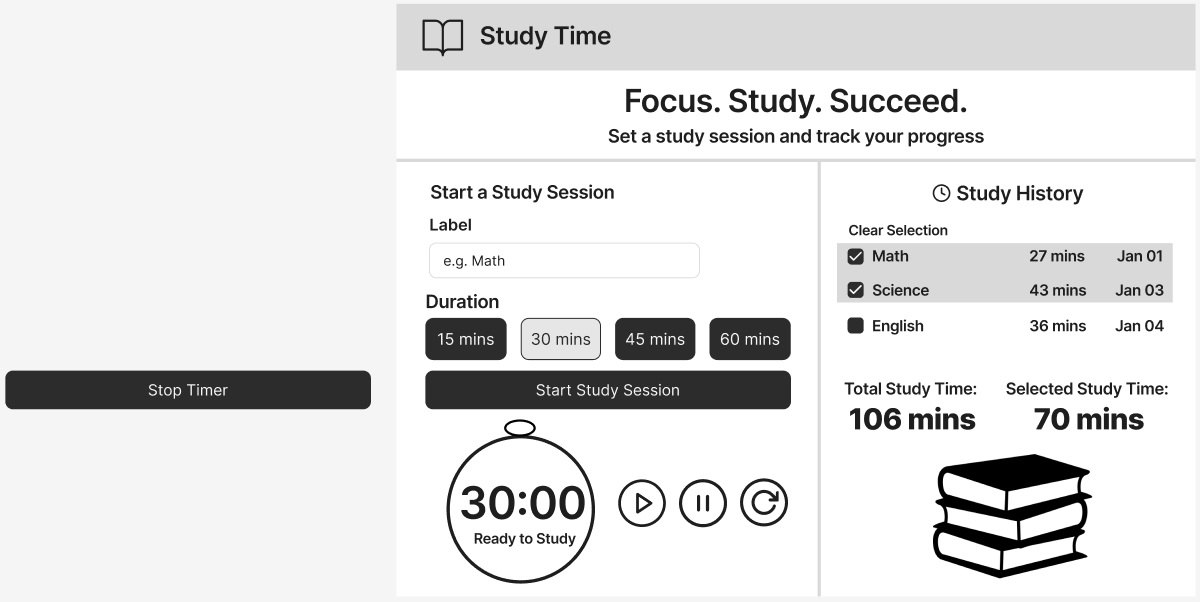 Study Time
Focus. Study. Succeed.
Set a study session and track your progress
Start a Study Session
Label
e.g. Math
Duration
15 mins 30 mins 45 mins 60 mins
Start Study Session
30:00
Ready to Study
Study History
Clear Selection
Math 27 mins Jan 01
Science 43 mins Jan 03
English 36 mins Jan 04
Total Study Time: Selected Study Time:
106 mins 70 mins
Stop Timer